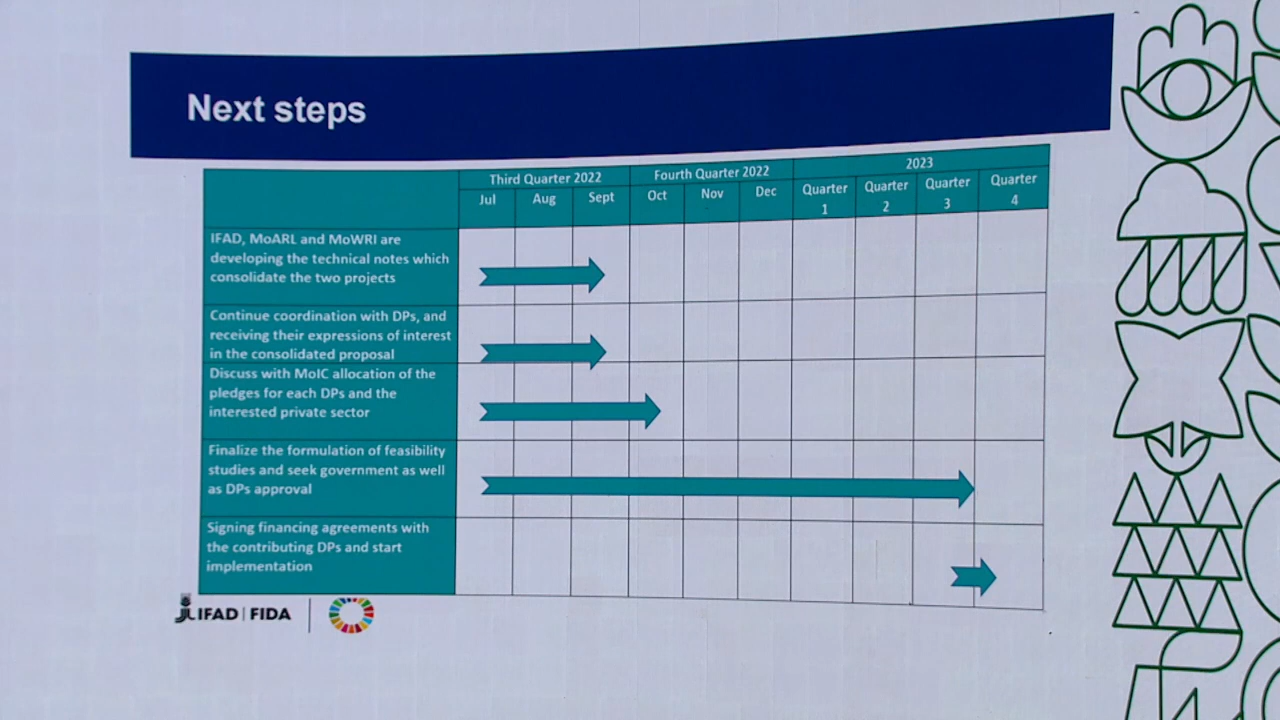 Next steps
Third Quarter 2022
Fourth Quarter 2022
2023
Jul
Aug
Sept
Oct
Nov
Dec
Quarter
1
Quarter
2
Quarter
3
Quarter
4
IFAD, MoARL and MoWRI are
developing the technical notes which
consolidate the two projects
Continue coordination with DPs, and
receiving their expressions of interest
in the consolidated proposal
Discuss with MoIC allocation of the
pledges for each DPs and the
interested private sector
Finalize the formulation of feasibility
studies and seek government as well
as DPs approval
Signing financing agreements with
the contributing DPs and start
implementation
IFAD | FIDA